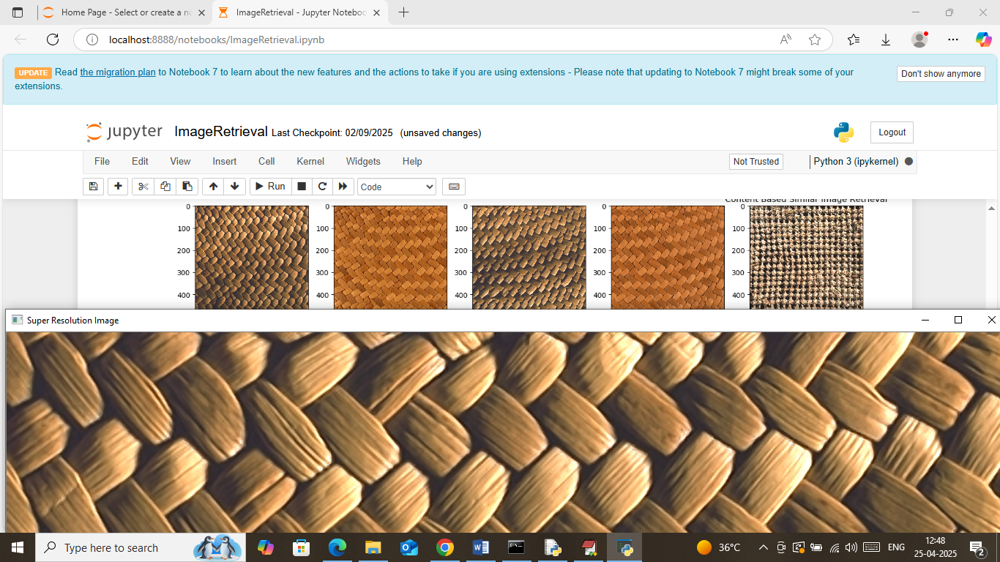 Home Page - Select or create a n
ImageRetrieval - Jupyter Noteboo
localhost:8888/notebooks/ImageRetrieval.ipynb
UPDATE Read the migration plan to Notebook 7 to learn about the new features and the actions to take if you are using extensions - Please note that updating to Notebook 7 might break some of your
extensions.
Don't show anymore
jupyter ImageRetrieval Last Checkpoint: 02/09/2025 (unsaved changes)
Logout
File Edit View Insert Cell Kernel Widgets Help
Not Trusted
Python 3 (ipykernel)
Run
Code
Content Based Similar Image Retrieval
0 0 0 0 0
100 100 100 100 100
200 200 200 200 200
300 300 300 300 300
400 400 400 400 400
Super Resolution Image
Type here to search
36°C
ENG
12:48
25-04-2025
2